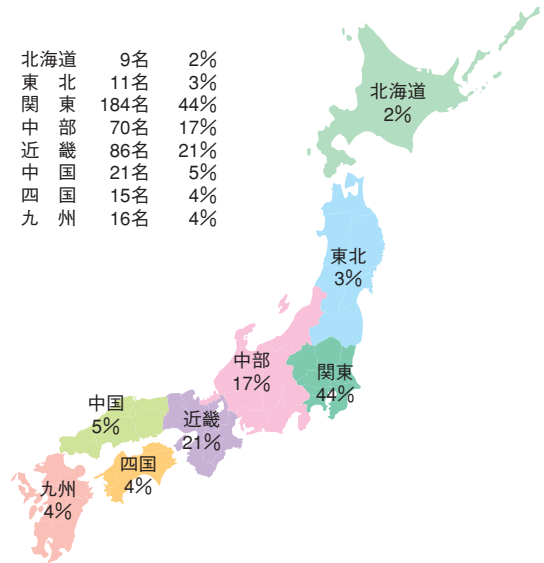 北海道 9名 2%
東 北 11名 3%
関 東 184名 44%
中 部 70名 17%
近 畿 86名 21%
中 国 21名 5%
四 国 15名 4%
九 州 16名 4%
北海道
2%
東北
3%
中部
17%
関東
44%
中国
5%
近畿
21%
四国
4%
九州
4%